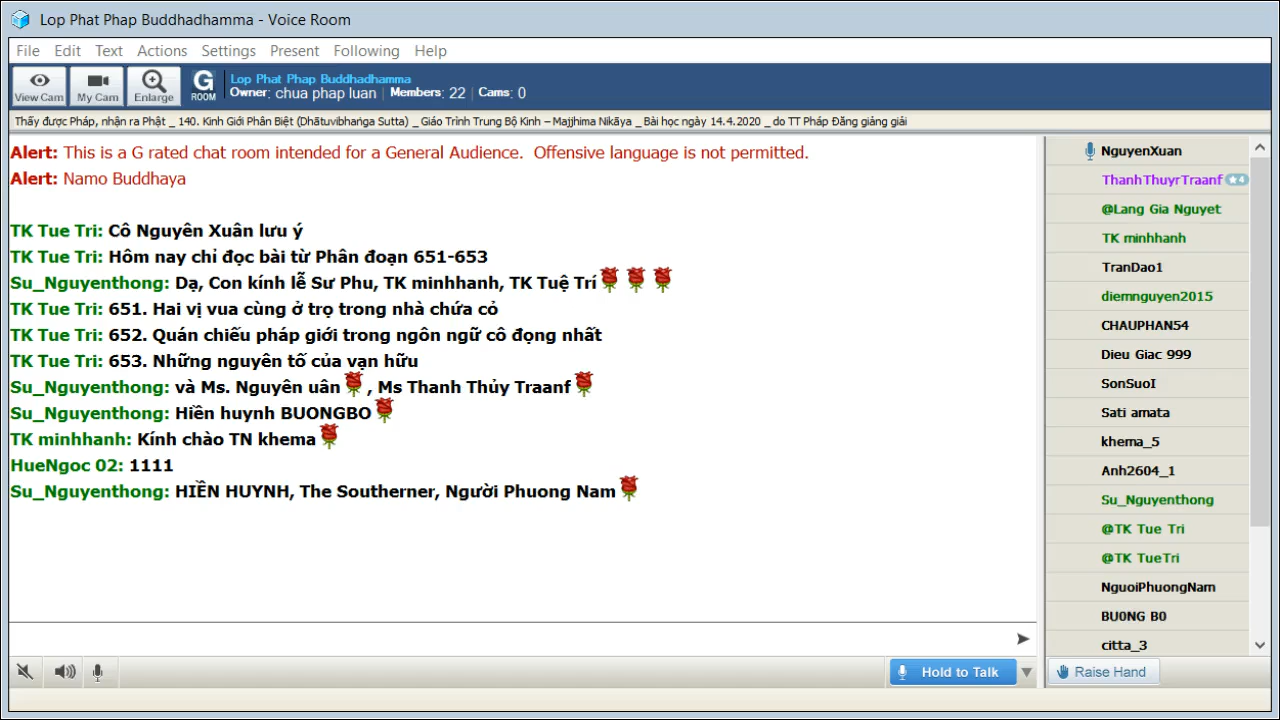 Lop Phat Phap Buddhadhamma - Voice Room
File Edit Text Actions Settings Present Following Help
View Cam My Cam Enlarge G ROOM
Lop Phat Phap Buddhadhamma
Owner: chua phap luan Members: 22 Cams: 0
Thấy được Pháp, nhận ra Phật _ 140. Kinh Giới Phân Biệt (Dhātuvibhaṅga Sutta) _ Giáo Trình Trung Bộ Kinh – Majjhima Nikāya _ Bài học ngày 14.4.2020 _ do TT Pháp Đăng giảng giải
Alert: This is a G rated chat room intended for a General Audience. Offensive language is not permitted.
Alert: Namo Buddhaya
TK Tue Tri: Cô Nguyên Xuân lưu ý
TK Tue Tri: Hôm nay chỉ đọc bài từ Phân đoạn 651-653
Su_Nguyenthong: Dạ, Con kính lễ Sư Phu, TK minhhanh, TK Tuệ Trí
TK Tue Tri: 651. Hai vị vua cùng ở trọ trong nhà chứa cỏ
TK Tue Tri: 652. Quán chiếu pháp giới trong ngôn ngữ cô đọng nhất
TK Tue Tri: 653. Những nguyên tố của vạn hữu
Su_Nguyenthong: và Ms. Nguyên uân , Ms Thanh Thủy Traanf
Su_Nguyenthong: Hiền huynh BUONGBO
TK minhhanh: Kính chào TN khema
HueNgoc 02: 1111
Su_Nguyenthong: HIỀN HUYNH, The Southerner, Người Phuong Nam
NguyenXuan
ThanhThuyrTraanf ★4
@Lang Gia Nguyet
TK minhhanh
TranDao1
diemnguyen2015
CHAUPHAN54
Dieu Giac 999
SonSuoI
Sati amata
khema_5
Anh2604_1
Su_Nguyenthong
@TK Tue Tri
@TK TueTri
NguoiPhuongNam
BU0NG B0
citta_3
Hold to Talk
Raise Hand